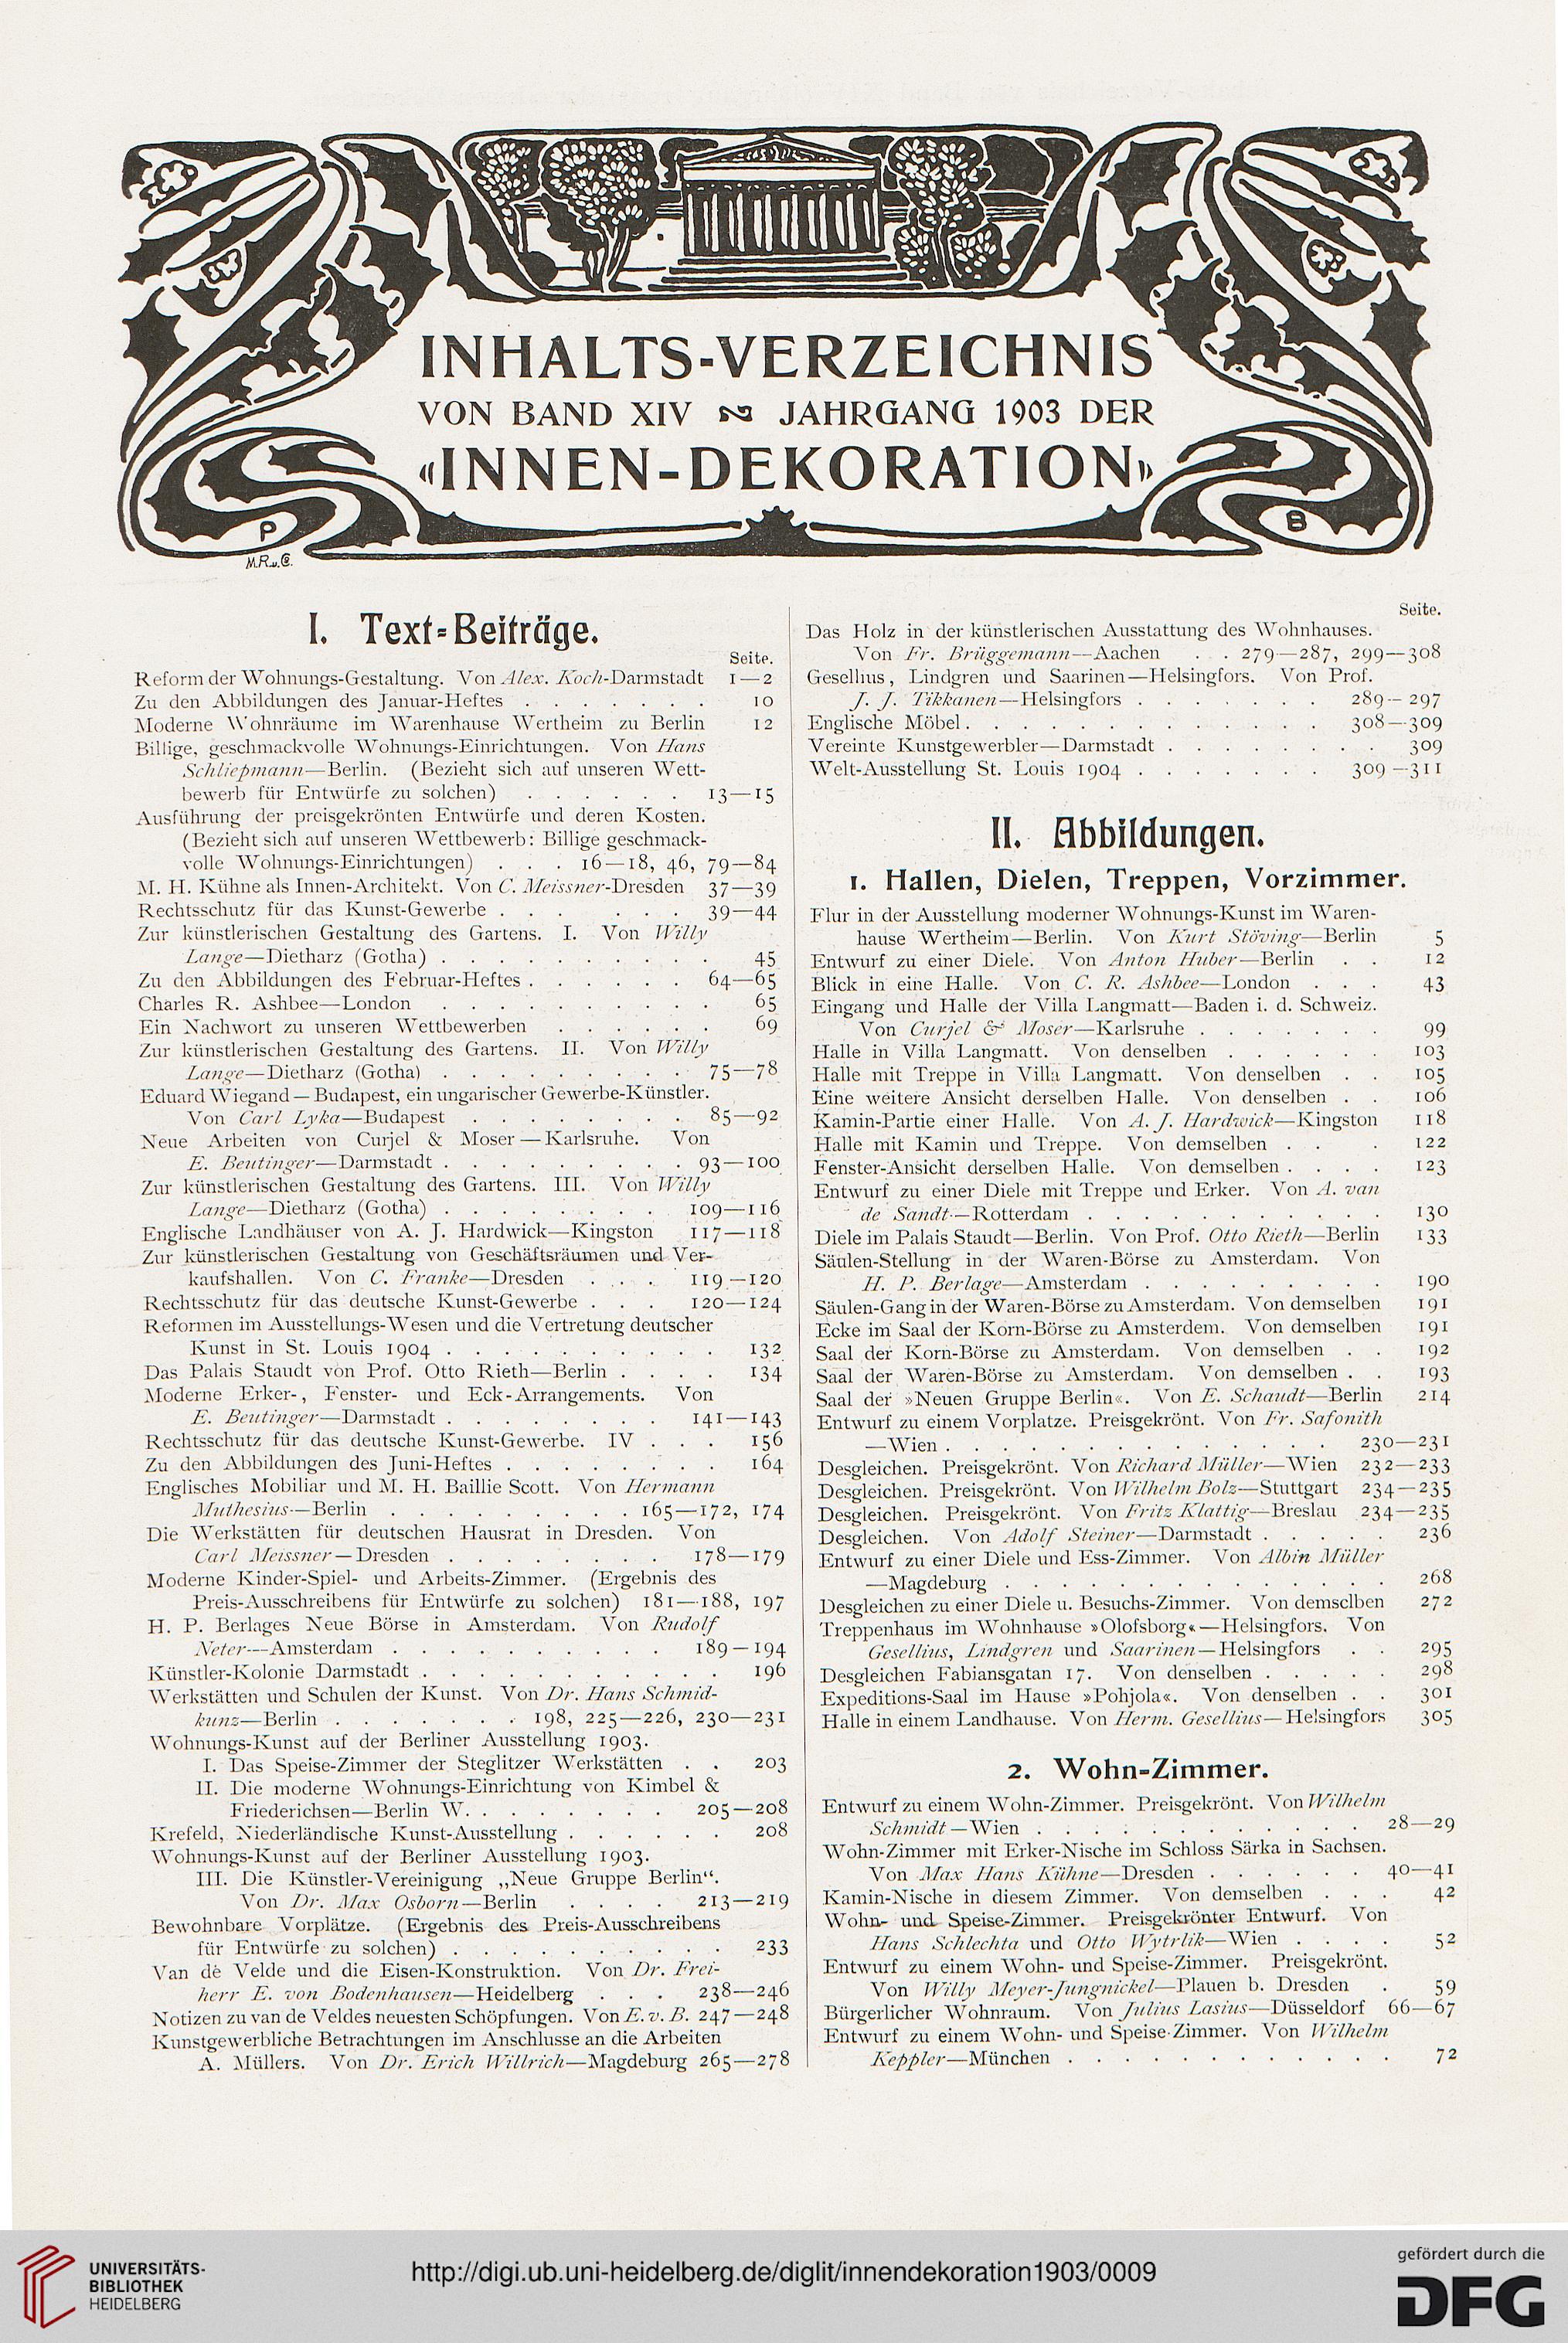 INHALTS-VERZEICHNIS
VON BAND XIV JAHRGANG 1903 DER
«INNEN-DEKORATION»
P
B
M.R.u.Co.
I. Text-Beiträge.
Seite.
Reform der Wohnungs-Gestaltung. Von Alex. Koch-Darmstadt 1—2
Zu den Abbildungen des Januar-Heftes . . . . . . . 10
Moderne Wohnräume im Warenhause Wertheim zu Berlin 12
Billige, geschmackvolle Wohnungs-Einrichtungen. Von Hans
Schliepmann—Berlin. (Bezieht sich auf unseren Wett-
bewerb für Entwürfe zu solchen) . . . . . . 13—15
Ausführung der preisgekrönten Entwürfe und deren Kosten.
(Bezieht sich auf unseren Wettbewerb: Billige geschmack-
volle Wohnungs-Einrichtungen) . . . 16—18, 46, 79—84
M. H. Kühne als Innen-Architekt. Von C. Meissner-Dresden 37—39
Rechtsschutz für das Kunst-Gewerbe . . . . . . 39—44
Zur künstlerischen Gestaltung des Gartens. I. Von Willy
Lange—Dietharz (Gotha) . . . . . . . . . . 45
Zu den Abbildungen des Februar-Heftes . . . . . . 64—65
Charles R. Ashbee—London . . . . . . . . . 65
Ein Nachwort zu unseren Wettbewerben . . . . . . 69
Zur künstlerischen Gestaltung des Gartens. II. Von Willy
Lange—Dietharz (Gotha) . . . . . . . . . 75—78
Eduard Wiegand—Budapest, ein ungarischer Gewerbe-Künstler.
Von Carl Lyka—Budapest . . . . . . . . 85—92
Neue Arbeiten von Curjel & Moser—Karlsruhe. Von
E. Beutinger—Darmstadt . . . . . . . . . 93—100
Zur künstlerischen Gestaltung des Gartens. III. Von Willy
Lange—Dietharz (Gotha) . . . . . . . . 109—116
Englische Landhäuser von A. J. Hardwick—Kingston 117—118
Zur künstlerischen Gestaltung von Geschäftsräumen und Ver-
kaufshallen. Von C. Franke—Dresden . . . 119—120
Rechtsschutz für das deutsche Kunst-Gewerbe . . . 120—124
Reformen im Ausstellungs-Wesen und die Vertretung deutscher
Kunst in St. Louis 1904 . . . . . . . . . . 132
Das Palais Staudt von Prof. Otto Rieth—Berlin . . . . 134
Moderne Erker-, Fenster- und Eck-Arrangements. Von
E. Beutinger—Darmstadt . . . . . . . . 141—143
Rechtsschutz für das deutsche Kunst-Gewerbe. IV . . . 156
Zu den Abbildungen des Juni-Heftes . . . . . . . . 164
Englisches Mobiliar und M. H. Baillie Scott. Von Hermann
Muthesius—Berlin . . . . . . . . . 165—172, 174
Die Werkstätten für deutschen Hausrat in Dresden. Von
Carl Meissner—Dresden . . . . . . . . 178—179
Moderne Kinder-Spiel- und Arbeits-Zimmer. (Ergebnis des
Preis-Ausschreibens für Entwürfe zu solchen) 181—188, 197
H. P. Berlages Neue Börse in Amsterdam. Von Rudolf
Neter—Amsterdam . . . . . . . . . . 189—194
Künstler-Kolonie Darmstadt . . . . . . . . . . . 196
Werkstätten und Schulen der Kunst. Von Dr. Hans Schmid-
kunz—Berlin . . . . . . . 198, 225—226, 230—231
Wohnungs-Kunst auf der Berliner Ausstellung 1903.
I. Das Speise-Zimmer der Steglitzer Werkstätten . . 203
II. Die moderne Wohnungs-Einrichtung von Kimbel &
Friederichsen—Berlin W. . . . . . . . 205—208
Krefeld, Niederländische Kunst-Ausstellung . . . . . . 208
Wohnungs-Kunst auf der Berliner Ausstellung 1903.
III. Die Künstler-Vereinigung „Neue Gruppe Berlin“.
Von Dr. Max Osborn—Berlin . . . . 213—219
Bewohnbare Vorplätze. (Ergebnis des Preis-Ausschreibens
für Entwürfe zu solchen) . . . . . . . . . . 233
Van de Velde und die Eisen-Konstruktion. Von Dr. Frei-
herr E. von Bodenhausen—Heidelberg . . . 238—246
Notizen zu van de Veldes neuesten Schöpfungen. Von E. v. B. 247—248
Kunstgewerbliche Betrachtungen im Anschlusse an die Arbeiten
A. Müllers. Von Dr. Erich Willrich—Magdeburg 265—278
Seite.
Das Holz in der künstlerischen Ausstattung des Wohnhauses.
Von Fr. Brüggemann—Aachen . . 279—287, 299—308
Gesellius, Lindgren und Saarinen—Helsingfors. Von Prof.
J. J. Tikkanen—Helsingfors . . . . . . . 289—297
Englische Möbel . . . . . . . . . . . . . 308—309
Vereinte Kunstgewerbler—Darmstadt . . . . . . . . 309
Welt-Ausstellung St. Louis 1904 . . . . . . . 309—311
II. Abbildungen.
1. Hallen, Dielen, Treppen, Vorzimmer.
Flur in der Ausstellung moderner Wohnungs-Kunst im Waren-
hause Wertheim—Berlin. Von Kurt Stöving—Berlin 5
Entwurf zu einer Diele. Von Anton Huber—Berlin . . 12
Blick in eine Halle. Von C. R. Ashbee—London . . . 43
Eingang und Halle der Villa Langmatt—Baden i. d. Schweiz.
Von Curjel & Moser—Karlsruhe . . . . . . . 99
Halle in Villa Langmatt. Von denselben . . . . . . 103
Halle mit Treppe in Villa Langmatt. Von denselben . . 105
Eine weitere Ansicht derselben Halle. Von denselben . . 106
Kamin-Partie einer Halle. Von A. J. Hardwick—Kingston 118
Halle mit Kamin und Treppe. Von demselben . . . 122
Fenster-Ansicht derselben Halle. Von demselben . . . . 123
Entwurf zu einer Diele mit Treppe und Erker. Von A. van
de Sandt—Rotterdam . . . . . . . . . . . 130
Diele im Palais Staudt—Berlin. Von Prof. Otto Rieth—Berlin 133
Säulen-Stellung in der Waren-Börse zu Amsterdam. Von
H. P. Berlage—Amsterdam . . . . . . . . . 190
Säulen-Gang in der Waren-Börse zu Amsterdam. Von demselben 191
Ecke im Saal der Korn-Börse zu Amsterdem. Von demselben 191
Saal der Korn-Börse zu Amsterdam. Von demselben . . 192
Saal der Waren-Börse zu Amsterdam. Von demselben . . 193
Saal der »Neuen Gruppe Berlin«. Von E. Schaudt—Berlin 214
Entwurf zu einem Vorplatze. Preisgekrönt. Von Fr. Safonith
—Wien . . . . . . . . . . . . . . 230—231
Desgleichen. Preisgekrönt. Von Richard Müller—Wien 232—233
Desgleichen. Preisgekrönt. Von Wilhelm Bolz—Stuttgart 234—235
Desgleichen. Preisgekrönt. Von Fritz Klattig—Breslau 234—235
Desgleichen. Von Adolf Steiner—Darmstadt . . . . . 236
Entwurf zu einer Diele und Ess-Zimmer. Von Albin Müller
—Magdeburg . . . . . . . . . . . . . . 268
Desgleichen zu einer Diele u. Besuchs-Zimmer. Von demselben 272
Treppenhaus im Wohnhause »Olofsborg«—Helsingfors. Von
Gesellius, Lindgren und Saarinen—Helsingfors . . 295
Desgleichen Fabiansgatan 17. Von denselben . . . . . 298
Expeditions-Saal im Hause »Pohjola«. Von denselben . . 301
Halle in einem Landhause. Von Herm. Gesellius—Helsingfors 305
2. Wohn-Zimmer.
Entwurf zu einem Wohn-Zimmer. Preisgekrönt. Von Wilhelm
Schmidt—Wien . . . . . . . . . . . . . 28—29
Wohn-Zimmer mit Erker-Nische im Schloss Särka in Sachsen.
Von Max Hans Kühne—Dresden . . . . . . 40—41
Kamin-Nische in diesem Zimmer. Von demselben . . . 42
Wohn- und Speise-Zimmer. Preisgekrönter Entwurf. Von
Hans Schlechta und Otto Wytrlik—Wien . . . . 52
Entwurf zu einem Wohn- und Speise-Zimmer. Preisgekrönt.
Von Willy Meyer-Jungnickel—Plauen b. Dresden . 59
Bürgerlicher Wohnraum. Von Julius Lasius—Düsseldorf 66—67
Entwurf zu einem Wohn- und Speise-Zimmer. Von Wilhelm
Keppler—München . . . . . . . . . . . . 72
UNIVERSITÄTS-
BIBLIOTHEK
HEIDELBERG
http://digi.ub.uni-heidelberg.de/diglit/innendekoration1903/0009
gefördert durch die
DFG